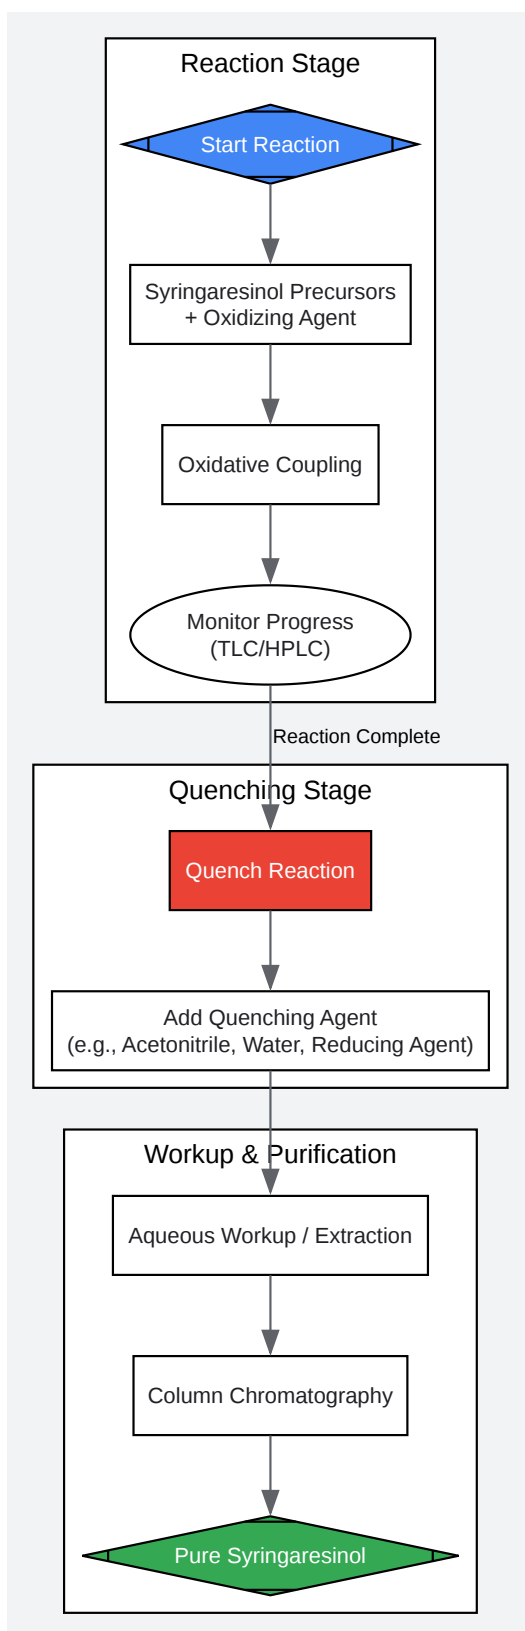 Reaction Stage
Start Reaction
Syringaresinol Precursors
+ Oxidizing Agent
Oxidative Coupling
Monitor Progress
(TLC/HPLC)
Reaction Complete
Quenching Stage
Quench Reaction
Add Quenching Agent
(e.g., Acetonitrile, Water, Reducing Agent)
Workup & Purification
Aqueous Workup / Extraction
Column Chromatography
Pure Syringaresinol